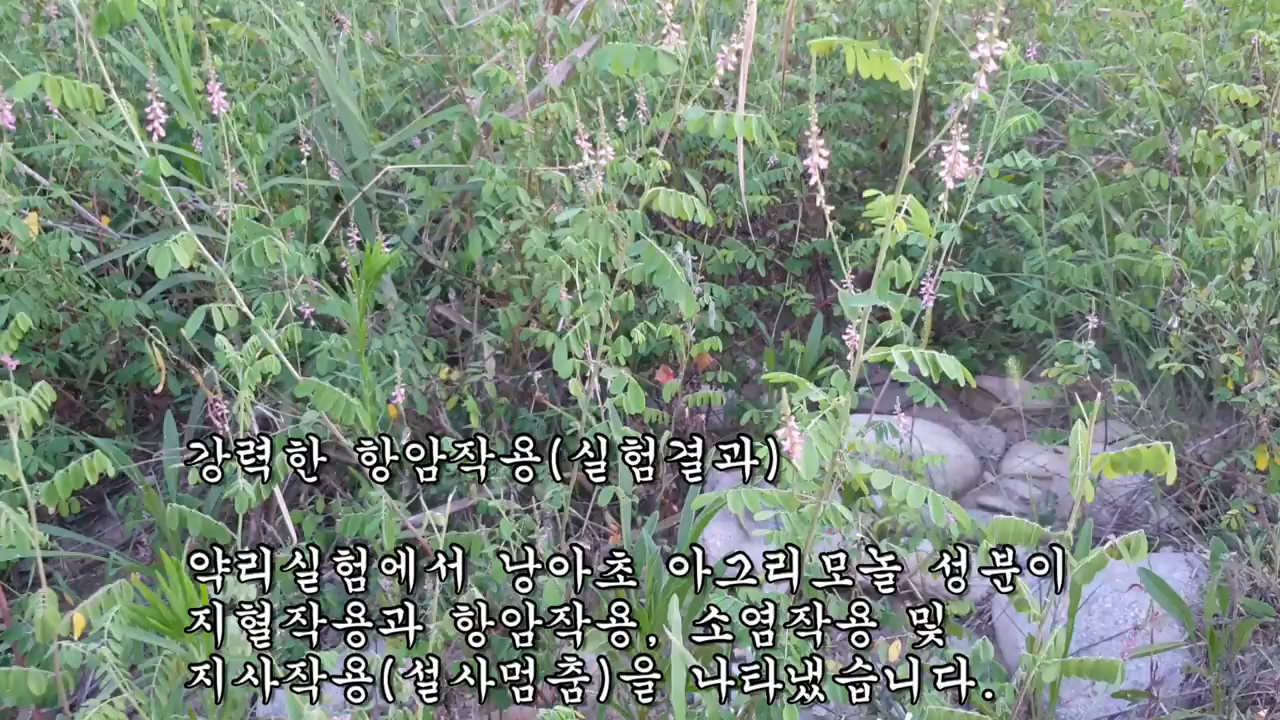 강력한 항암작용(실험결과)
약리실험에서 낭아초 아그리모놀 성분이
지혈작용과 항암작용, 소염작용 및
지사작용(설사멈춤)을 나타냈습니다.